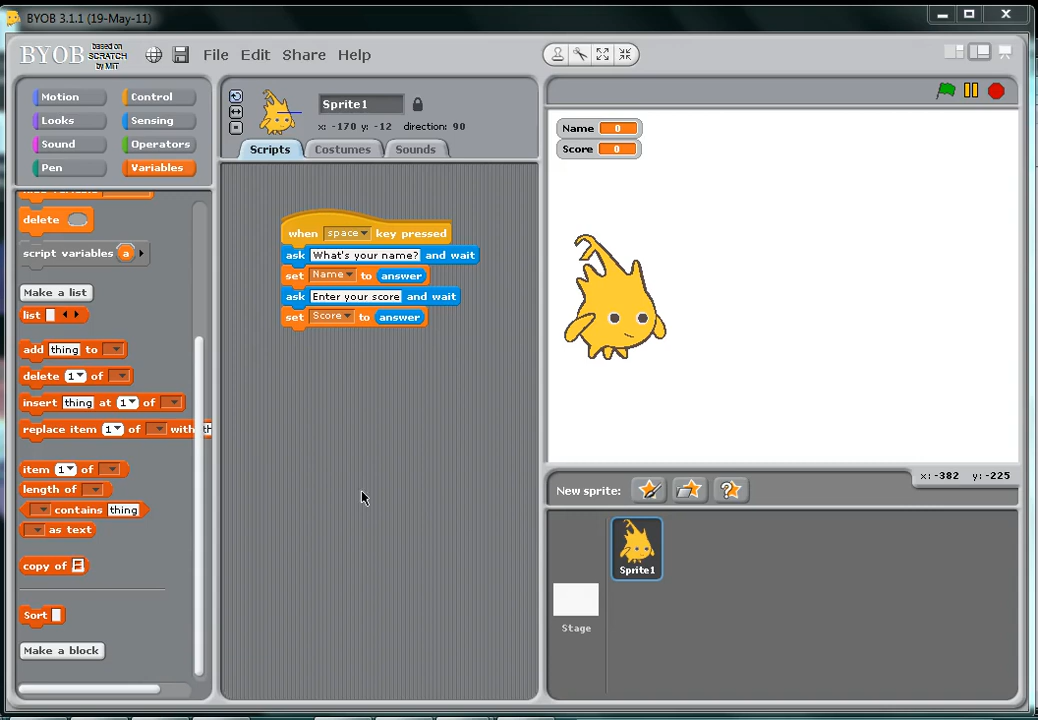 BYOB 3.1.1 (19-May-11)
BYOB
based on
SCRATCH
by MIT
File Edit Share Help
Motion Control
Looks Sensing
Sound Operators
Pen Variables
delete
script variables a
Make a list
list
add thing to
delete 1 of
insert thing at 1 of
replace item 1 of with th
item 1 of
length of
contains thing
as text
copy of
Sort
Make a block
Sprite1
x: -170 y: -12 direction: 90
Scripts Costumes Sounds
when space key pressed
ask What's your name? and wait
set Name to answer
ask Enter your score and wait
set Score to answer
Name 0
Score 0
x: -382 y: -225
New sprite:
Sprite1
Stage